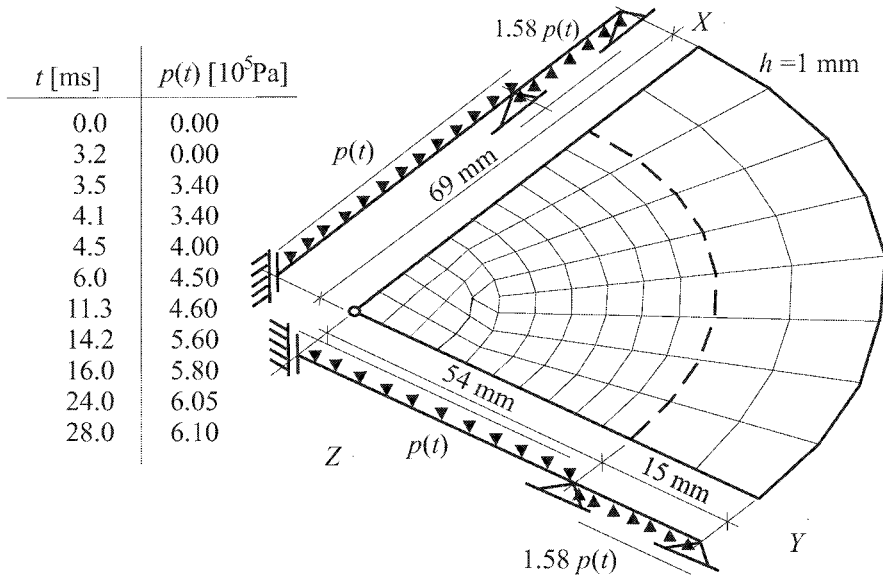 t [ms] p(t) [10⁵Pa]
0.0 0.00
3.2 0.00
3.5 3.40
4.1 3.40
4.5 4.00
6.0 4.50
11.3 4.60
14.2 5.60
16.0 5.80
24.0 6.05
28.0 6.10
1.58 p(t)
X
h =1 mm
p(t)
69 mm
54 mm
p(t)
Z
15 mm
Y
1.58 p(t)